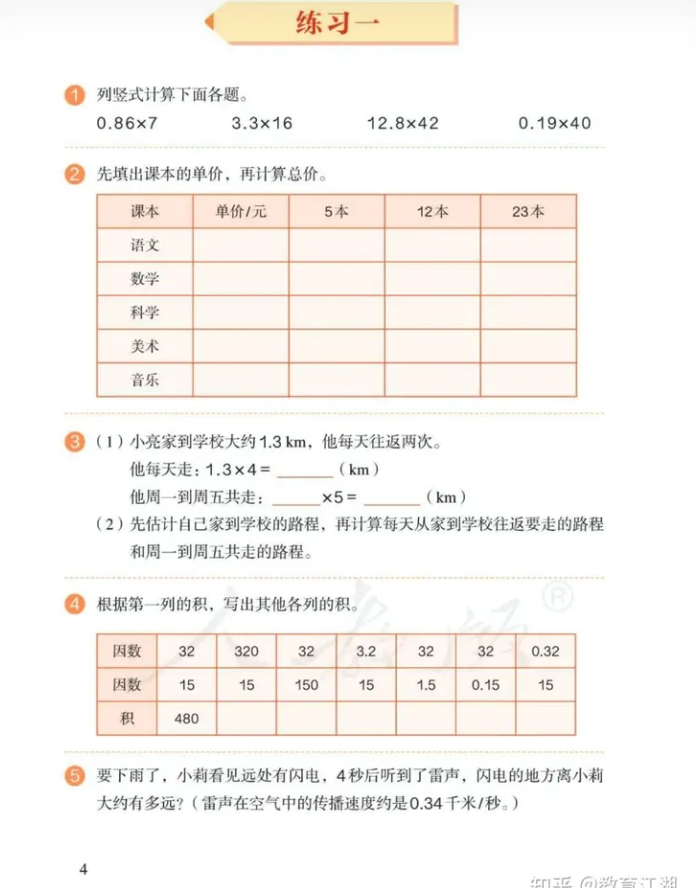 练习一
1 列竖式计算下面各题。
0.86×7 3.3×16 12.8×42 0.19×40
2 先填出课本的单价，再计算总价。
课本 单价/元 5本 12本 23本
语文
数学
科学
美术
音乐
3 （1）小亮家到学校大约1.3 km，他每天往返两次。
他每天走：1.3×4=______（km）
他周一到周五共走：_____×5=______（km）
（2）先估计自己家到学校的路程，再计算每天从家到学校往返要走的路程
和周一到周五共走的路程。
4 根据第一列的积，写出其他各列的积。
因数 32 320 32 3.2 32 32 0.32
因数 15 15 150 15 1.5 0.15 15
积 480
人教版®
5 要下雨了，小莉看见远处有闪电，4秒后听到了雷声，闪电的地方离小莉
大约有多远？（雷声在空气中的传播速度约是0.34千米/秒。）
4
知乎 @教育江湖